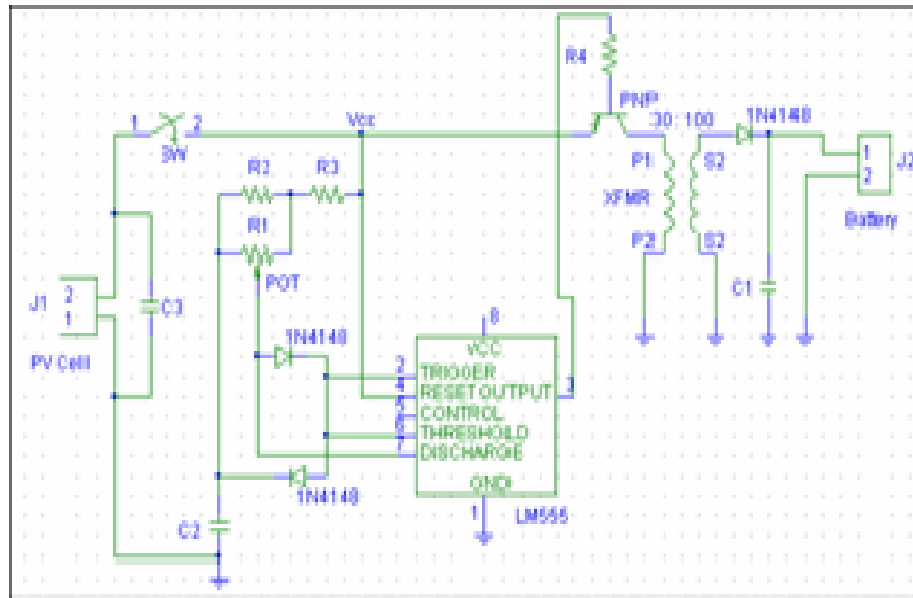 R4
PNP
1N4148
30:100
1
2
SW
Vcc
R2
R3
R1
POT
P1
S2
XFMR
P2
S2
1
2
J2
Battery
C1
J1
2
1
PV Cell
C3
8
VCC
1N4148
2
TRIGGER
4
RESET
OUTPUT
3
CONTROL
THRESHOLD
7
DISCHARGE
GND
1
LM555
1N4148
C2